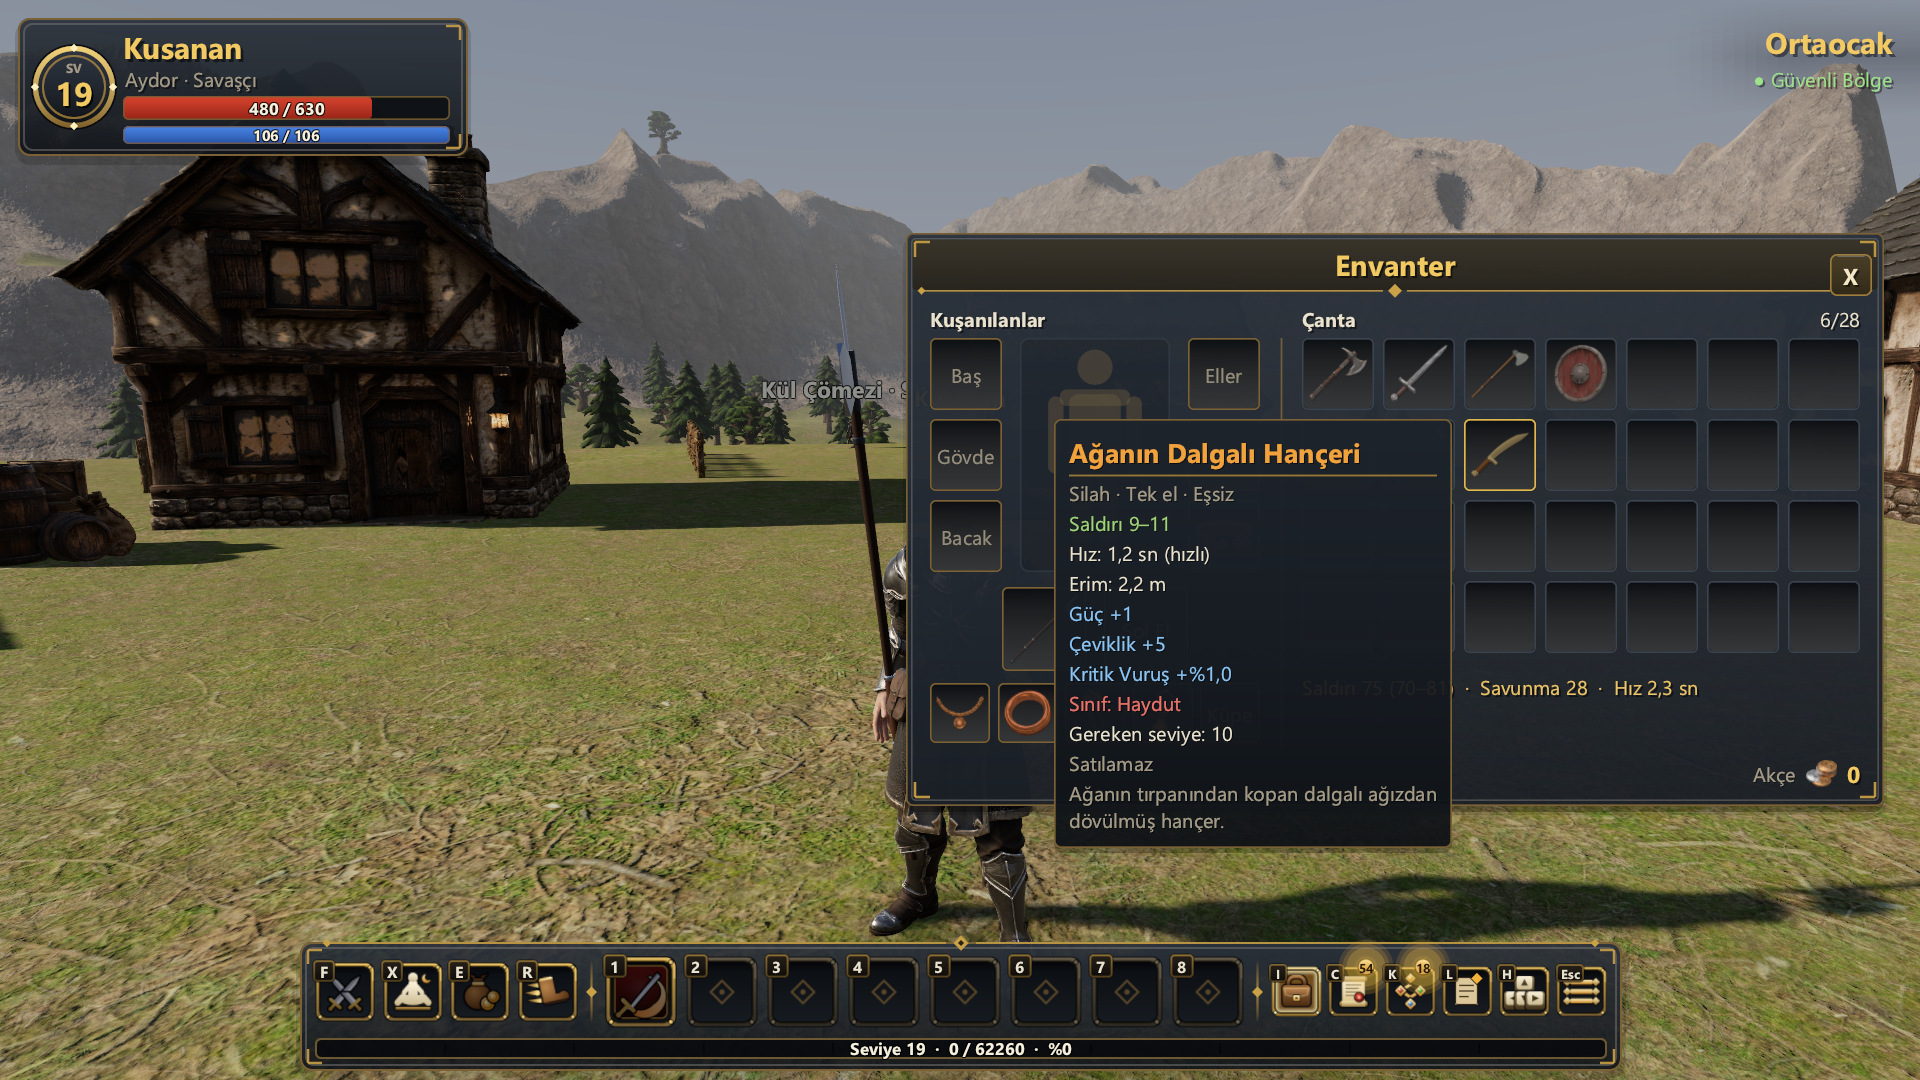 SV
19
Kusanan
Aydor · Savaşçı
480 / 630
106 / 106
Ortaocak
Güvenli Bölge
Kül Çömezi ·
Envanter
X
Kuşanılanlar
Çanta
6/28
Baş
Eller
Gövde
Bacak
Ağanın Dalgalı Hançeri
Silah · Tek el · Eşsiz
Saldırı 9–11
Hız: 1,2 sn (hızlı)
Erim: 2,2 m
Güç +1
Çeviklik +5
Kritik Vuruş +%1,0
Sınıf: Haydut
Gereken seviye: 10
Satılamaz
Ağanın tırpanından kopan dalgalı ağızdan
dövülmüş hançer.
Saldırı 75 (70–81) · Savunma 28 · Hız 2,3 sn
Akçe 0
F
X
E
R
1
2
3
4
5
6
7
8
I
C
54
K
18
L
H
Esc
Seviye 19 · 0 / 62260 · %0